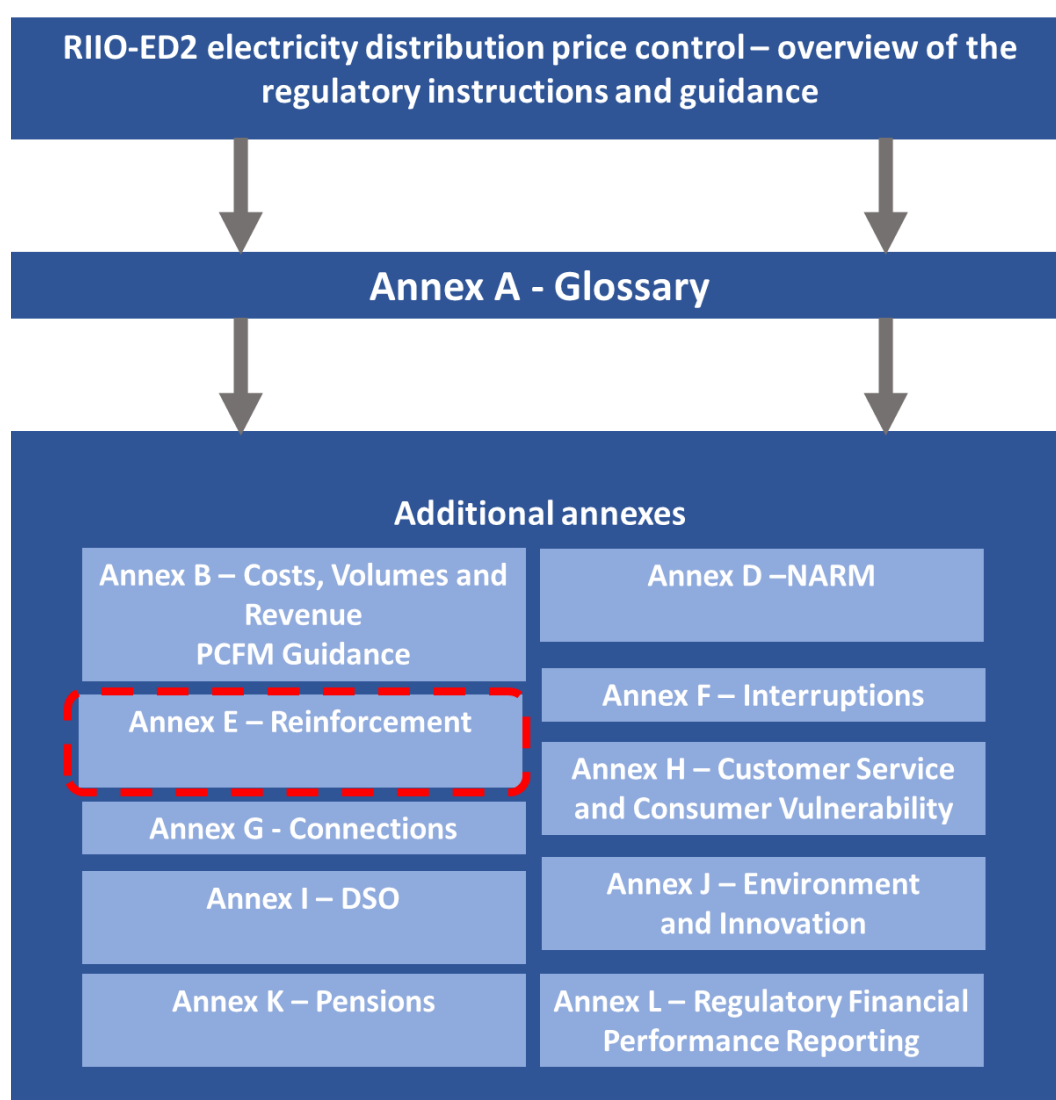 RIIO-ED2 electricity distribution price control – overview of the
regulatory instructions and guidance
Annex A - Glossary
Additional annexes
Annex B – Costs, Volumes and
Revenue
PCFM Guidance
Annex D –NARM
Annex E – Reinforcement
Annex F – Interruptions
Annex G - Connections
Annex H – Customer Service
and Consumer Vulnerability
Annex I – DSO
Annex J – Environment
and Innovation
Annex K – Pensions
Annex L – Regulatory Financial
Performance Reporting